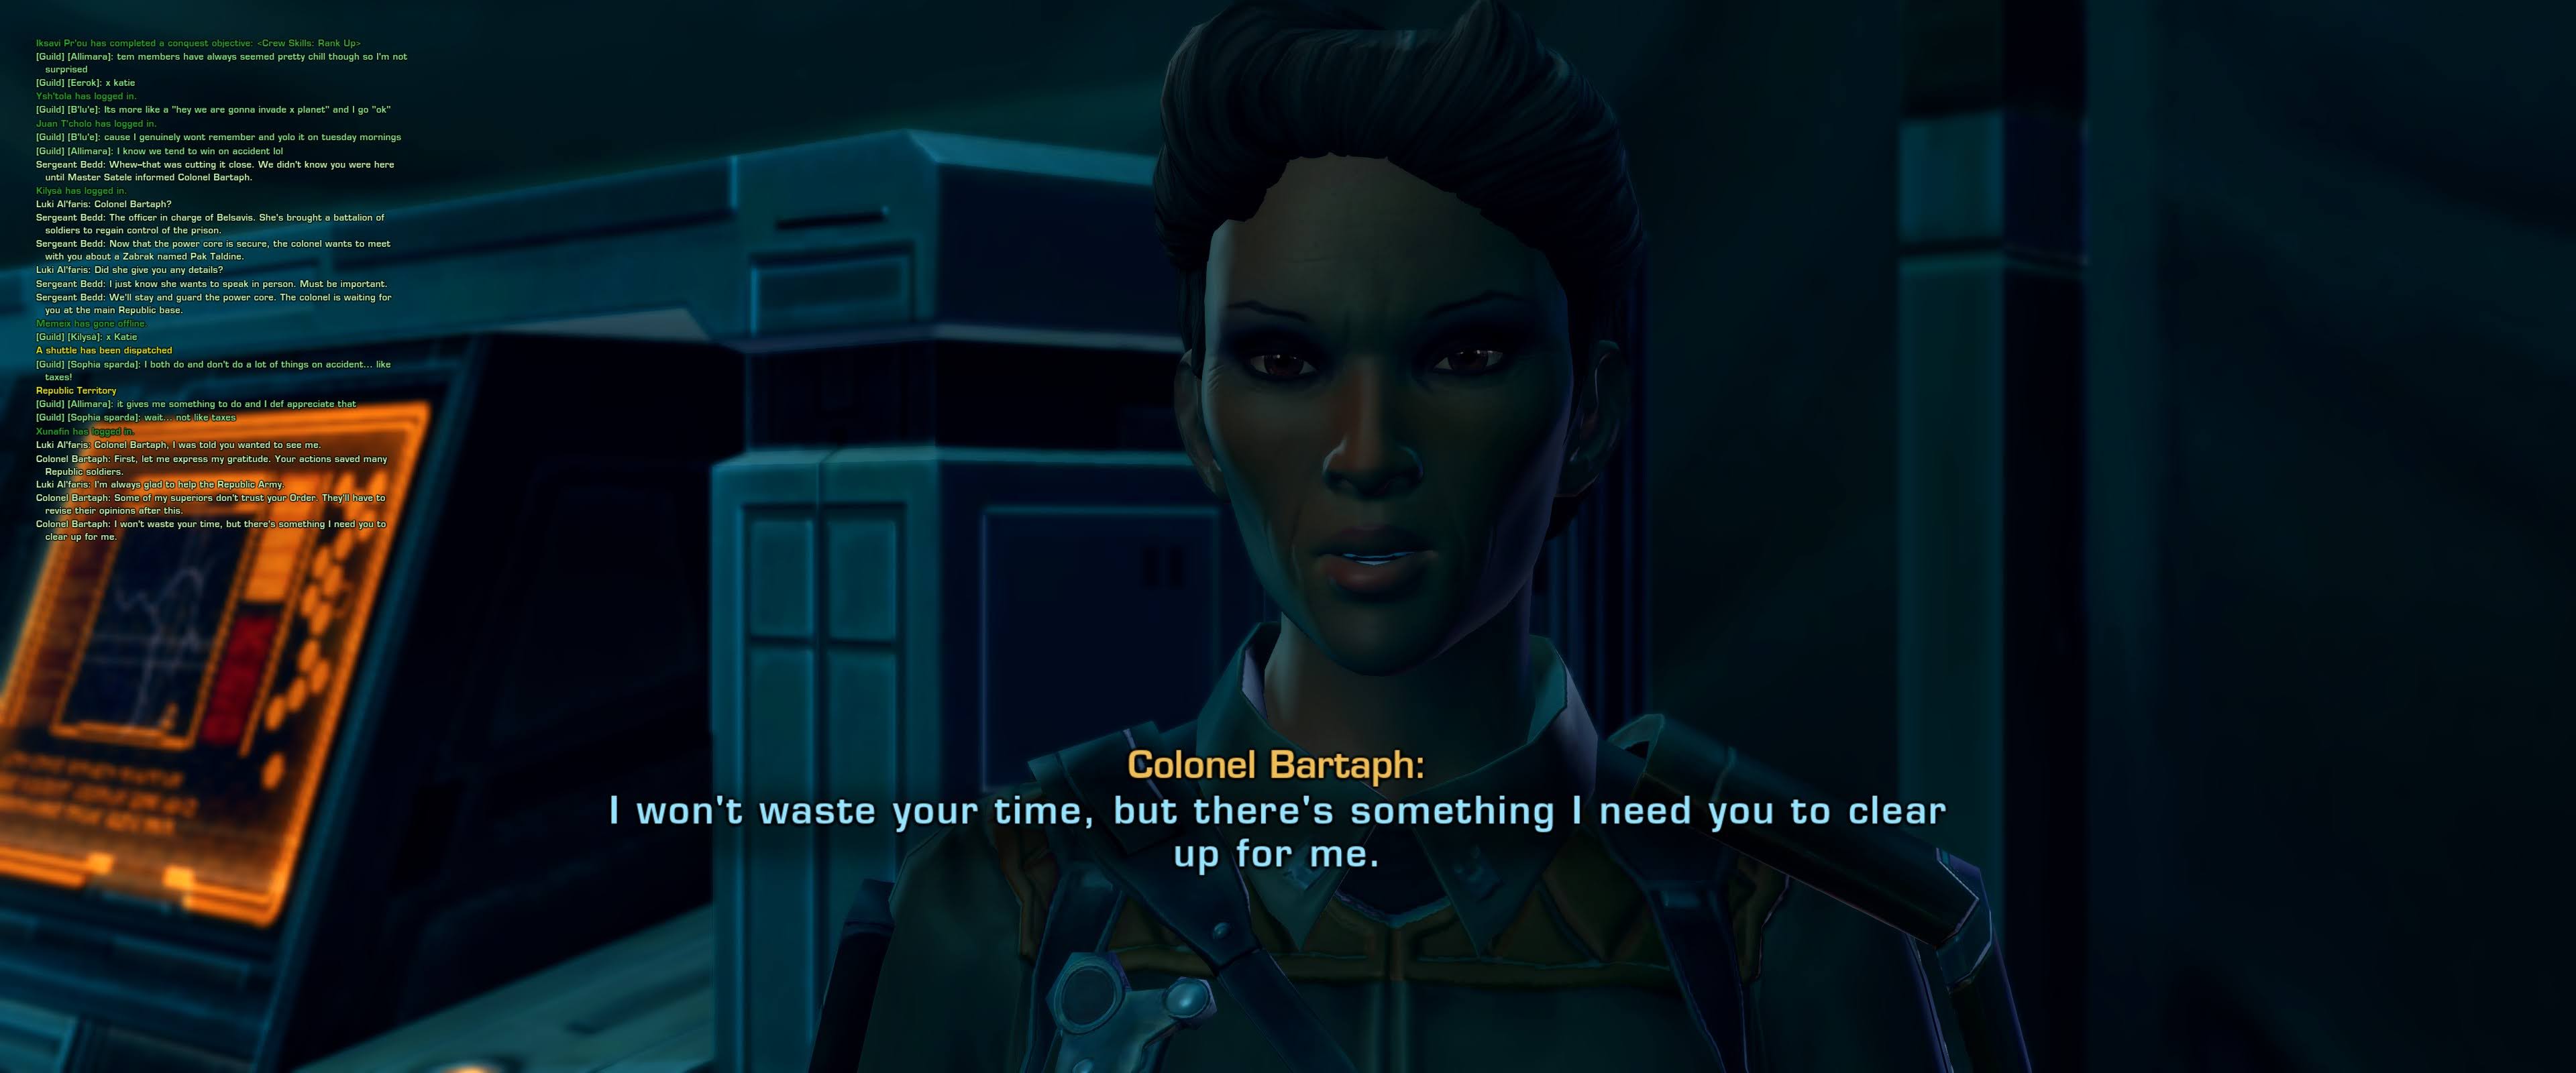 Iksavi Pr'ou has completed a conquest objective: <Crew Skills: Rank Up>
[Guild] [Allimara]: tem members have always seemed pretty chill though so I'm not
surprised
[Guild] [Eerok]: x katie
Ysh'tola has logged in.
[Guild] [B'lu'e]: Its more like a "hey we are gonna invade x planet" and I go "ok"
Juan T'cholo has logged in.
[Guild] [B'lu'e]: cause I genuinely wont remember and yolo it on tuesday mornings
[Guild] [Allimara]: I know we tend to win on accident lol
Sergeant Bedd: Whew–that was cutting it close. We didn't know you were here
until Master Satele informed Colonel Bartaph.
Kilysà has logged in.
Luki Al'faris: Colonel Bartaph?
Sergeant Bedd: The officer in charge of Belsavis. She's brought a battalion of
soldiers to regain control of the prison.
Sergeant Bedd: Now that the power core is secure, the colonel wants to meet
with you about a Zabrak named Pak Taldine.
Luki Al'faris: Did she give you any details?
Sergeant Bedd: I just know she wants to speak in person. Must be important.
Sergeant Bedd: We'll stay and guard the power core. The colonel is waiting for
you at the main Republic base.
Memeix has gone offline
[Guild] [Kilysà]: x Katie
A shuttle has been dispatched
[Guild] [Sophia sparda]: I both do and don't do a lot of things on accident... like
taxes!
Republic Territory
[Guild] [Allimara]: it gives me something to do and I def appreciate that
[Guild] [Sophia sparda]: wait... not like taxes
Xunafin has logged in.
Luki Al'faris: Colonel Bartaph, I was told you wanted to see me.
Colonel Bartaph: First, let me express my gratitude. Your actions saved many
Republic soldiers.
Luki Al'faris: I'm always glad to help the Republic Army.
Colonel Bartaph: Some of my superiors don't trust your Order. They'll have to
revise their opinions after this.
Colonel Bartaph: I won't waste your time, but there's something I need you to
clear up for me.
Colonel Bartaph:
I won't waste your time, but there's something I need you to clear
up for me.